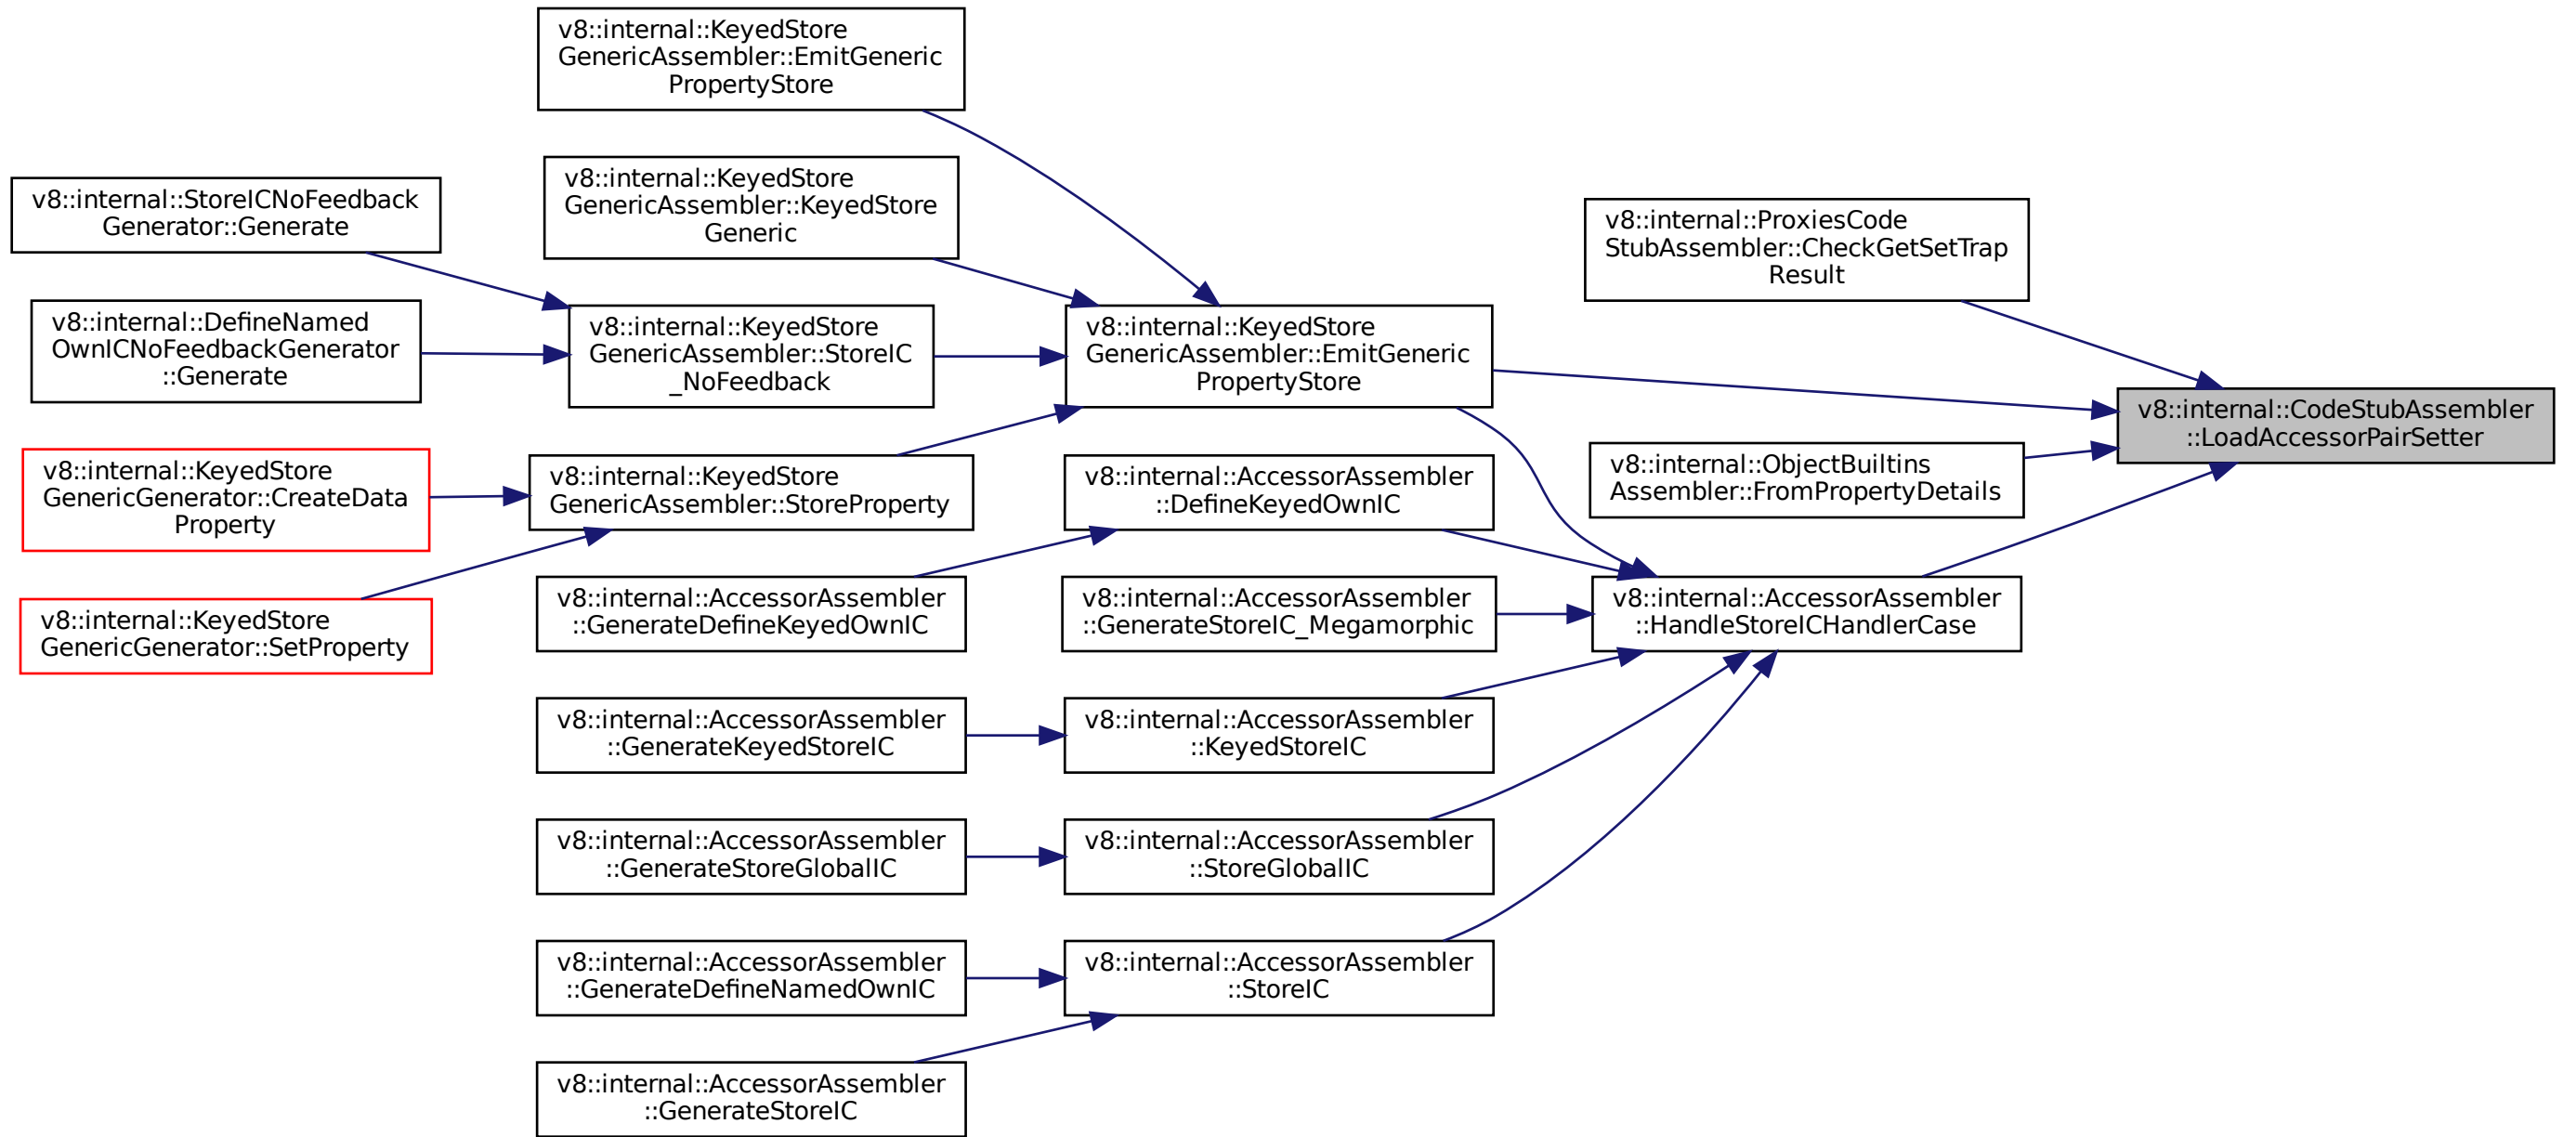 v8::internal::KeyedStore
GenericAssembler::EmitGeneric
PropertyStore
v8::internal::KeyedStore
GenericAssembler::KeyedStore
Generic
v8::internal::StoreICNoFeedback
Generator::Generate
v8::internal::ProxiesCode
StubAssembler::CheckGetSetTrap
Result
v8::internal::DefineNamed
OwnICNoFeedbackGenerator
::Generate
v8::internal::KeyedStore
GenericAssembler::StoreIC
_NoFeedback
v8::internal::KeyedStore
GenericAssembler::EmitGeneric
PropertyStore
v8::internal::CodeStubAssembler
::LoadAccessorPairSetter
v8::internal::KeyedStore
GenericGenerator::CreateData
Property
v8::internal::KeyedStore
GenericAssembler::StoreProperty
v8::internal::AccessorAssembler
::DefineKeyedOwnIC
v8::internal::ObjectBuiltins
Assembler::FromPropertyDetails
v8::internal::KeyedStore
GenericGenerator::SetProperty
v8::internal::AccessorAssembler
::GenerateDefineKeyedOwnIC
v8::internal::AccessorAssembler
::GenerateStoreIC_Megamorphic
v8::internal::AccessorAssembler
::HandleStoreICHandlerCase
v8::internal::AccessorAssembler
::GenerateKeyedStoreIC
v8::internal::AccessorAssembler
::KeyedStoreIC
v8::internal::AccessorAssembler
::GenerateStoreGlobalIC
v8::internal::AccessorAssembler
::StoreGlobalIC
v8::internal::AccessorAssembler
::GenerateDefineNamedOwnIC
v8::internal::AccessorAssembler
::StoreIC
v8::internal::AccessorAssembler
::GenerateStoreIC